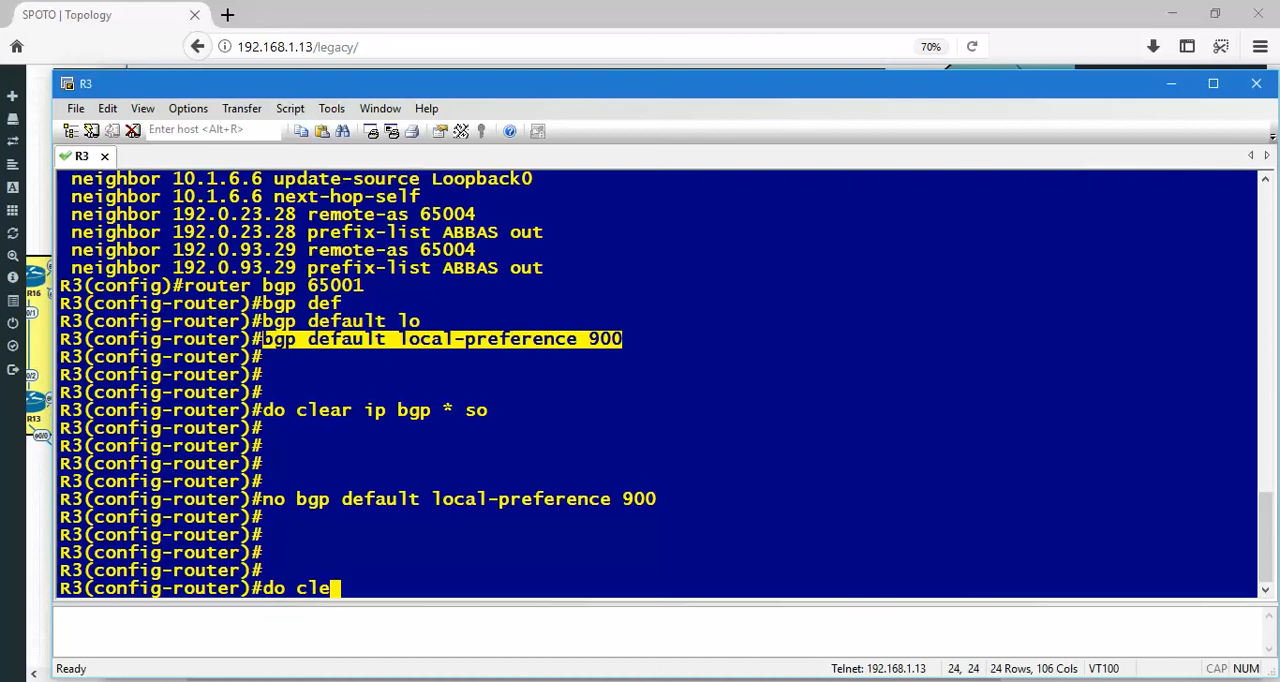 SPOTO | Topology
192.168.1.13/legacy/
70%
R3
File Edit View Options Transfer Script Tools Window Help
Enter host <Alt+R>
R3
neighbor 10.1.6.6 update-source Loopback0
neighbor 10.1.6.6 next-hop-self
neighbor 192.0.23.28 remote-as 65004
neighbor 192.0.23.28 prefix-list ABBAS out
neighbor 192.0.93.29 remote-as 65004
neighbor 192.0.93.29 prefix-list ABBAS out
R3(config)#router bgp 65001
R3(config-router)#bgp def
R3(config-router)#bgp default lo
R3(config-router)#bgp default local-preference 900
R3(config-router)#
R3(config-router)#
R3(config-router)#
R3(config-router)#do clear ip bgp * so
R3(config-router)#
R3(config-router)#
R3(config-router)#
R3(config-router)#
R3(config-router)#no bgp default local-preference 900
R3(config-router)#
R3(config-router)#
R3(config-router)#
R3(config-router)#
R3(config-router)#do cle
R16
R13
e0/0
Ready
Telnet: 192.168.1.13 24, 24 24 Rows, 106 Cols VT100 CAP NUM